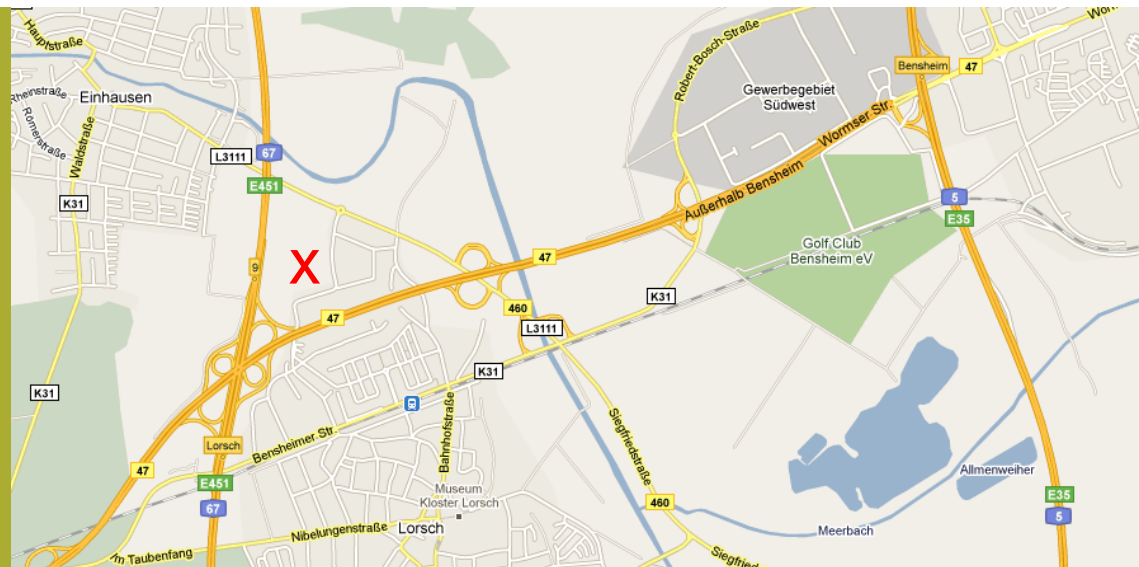 Hauptstraße
Rheinstraße
Einhausen
Römerstraße
Waldstraße
L3111
67
E451
K31
9
X
47
K31
Lorsch
47
E451
67
Bensheimer Str.
Nibelungenstraße
Lorsch
Museum
Kloster Lorsch
Bahnhofstraße
K31
47
460
L3111
K31
Siegfriedstraße
460
Siegfried
Robert-Bosch-Straße
Gewerbegebiet
Südwest
Bensheim
47
Wormser Str.
Außerhalb Bensheim
5
E35
Golf Club
Bensheim eV
Allmenweiher
Meerbach
E35
5